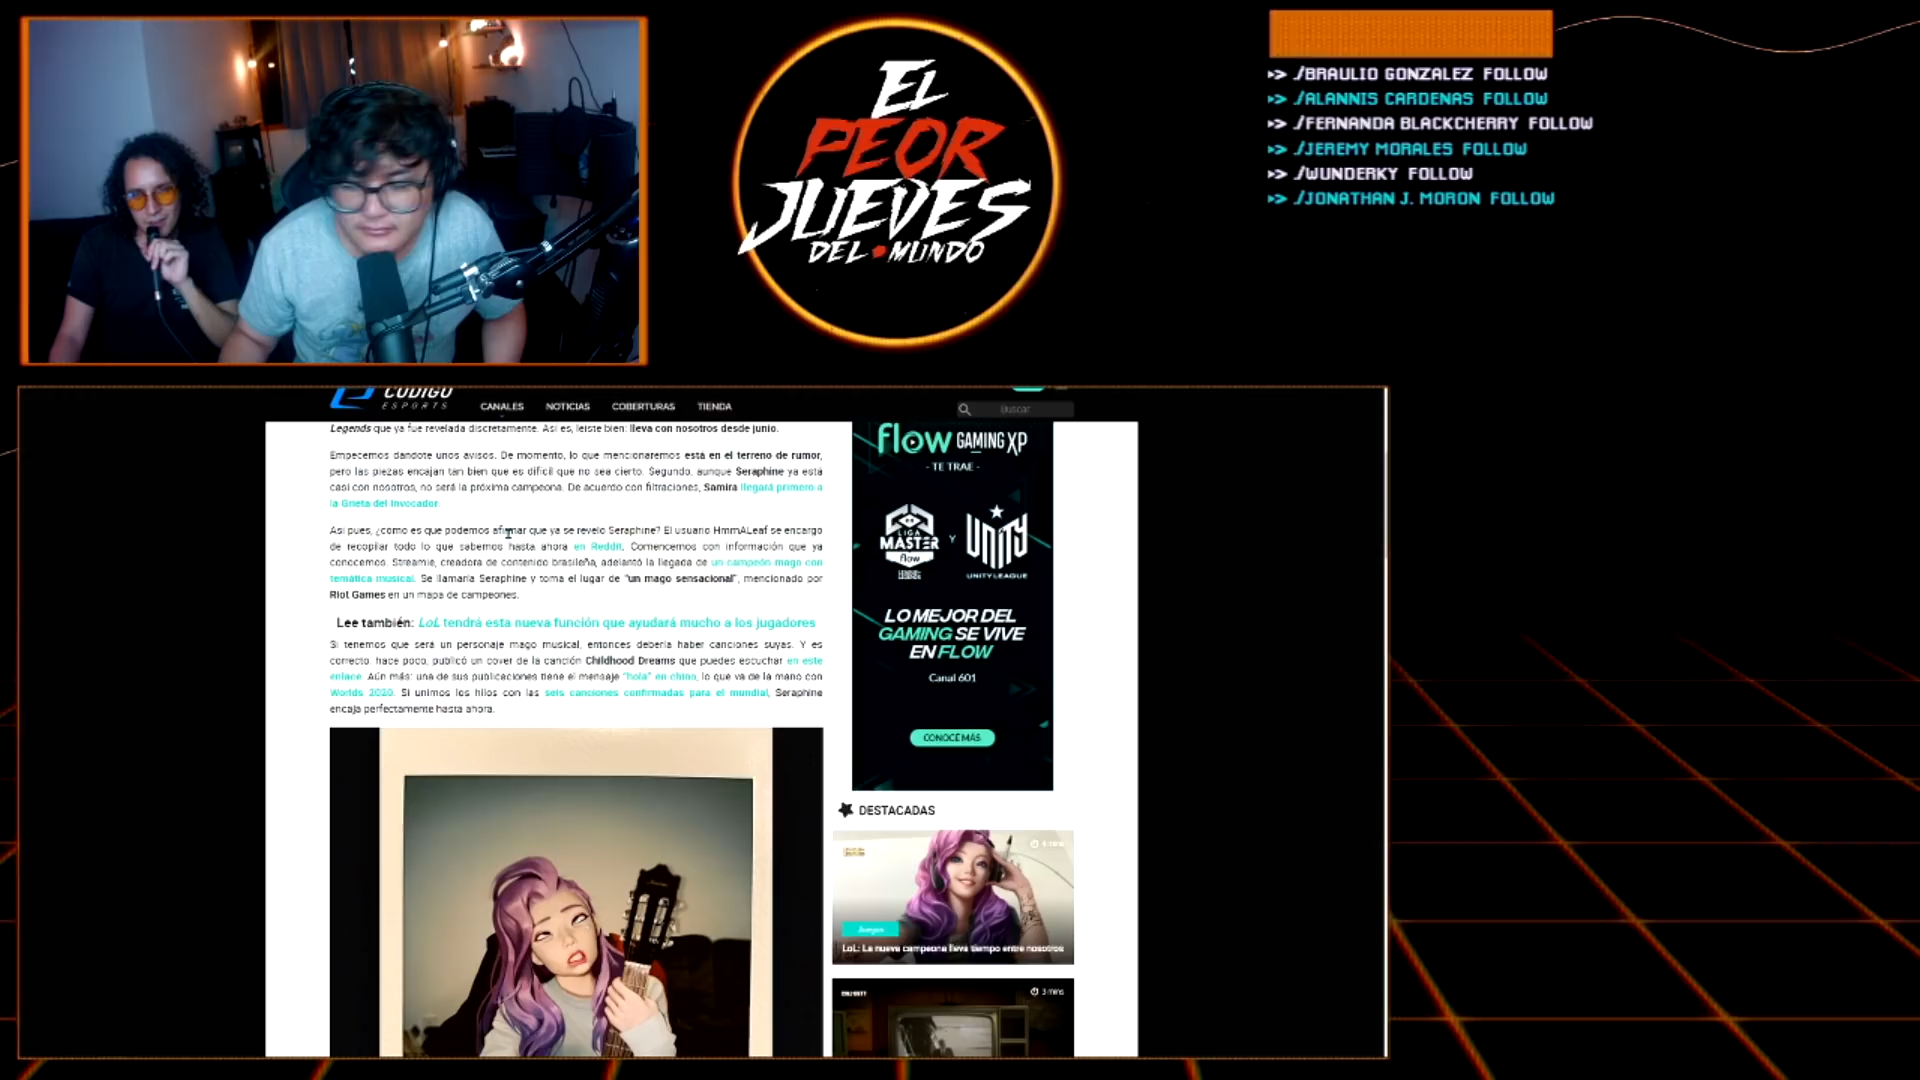 EL
PEOR
JUEVES
DEL MUNDO
▸> ./BRAULIO GONZALEZ FOLLOW
▸> ./ALANNIS CARDENAS FOLLOW
▸> ./FERNANDA BLACKCHERRY FOLLOW
▸> ./JEREMY MORALES FOLLOW
▸> ./WUNDERKY FOLLOW
▸> ./JONATHAN J. MORON FOLLOW
CODIGO
ESPORTS
CANALES NOTICIAS COBERTURAS TIENDA
Buscar
Legends que ya fue revelada discretamente. Así es, leíste bien: lleva con nosotros desde junio.
Empecemos dándote unos avisos. De momento, lo que mencionaremos está en el terreno de rumor,
pero las piezas encajan tan bien que es difícil que no sea cierto. Segundo, aunque Seraphine ya está
casi con nosotros, no será la próxima campeona. De acuerdo con filtraciones, Samira llegará primero a
la Grieta del Invocador.
Así pues, ¿cómo es que podemos afirmar que ya se reveló Seraphine? El usuario HmmALeaf se encargó
de recopilar todo lo que sabemos hasta ahora en Reddit. Comencemos con información que ya
conocemos. Streamie, creadora de contenido brasileña, adelantó la llegada de un campeón mago con
temática musical. Se llamaría Seraphine y toma el lugar de "un mago sensacional", mencionado por
Riot Games en un mapa de campeones.
Lee también: LoL tendrá esta nueva función que ayudará mucho a los jugadores
Si tenemos que será un personaje mago musical, entonces debería haber canciones suyas. Y es
correcto: hace poco, publicó un cover de la canción Childhood Dreams que puedes escuchar en este
enlace. Aún más: una de sus publicaciones tiene el mensaje "hola" en chino, lo que va de la mano con
Worlds 2020. Si unimos los hilos con las seis canciones confirmadas para el mundial, Seraphine
encaja perfectamente hasta ahora.
flow GAMING XP
- TE TRAE -
LIGA
MASTER
flow
Y
UNITY
UNITY LEAGUE
LO MEJOR DEL
GAMING SE VIVE
EN FLOW
Canal 601
CONOCE MÁS
DESTACADAS
4 mins
Juegos
LoL: La nueva campeona lleva tiempo entre nosotros
3 mins